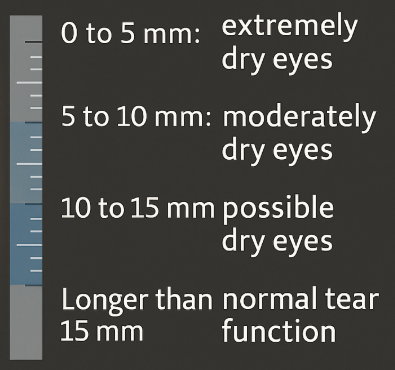 0 to 5 mm: extremely
dry eyes
5 to 10 mm: moderately
dry eyes
10 to 15 mm possible
dry eyes
Longer than normal tear
15 mm function